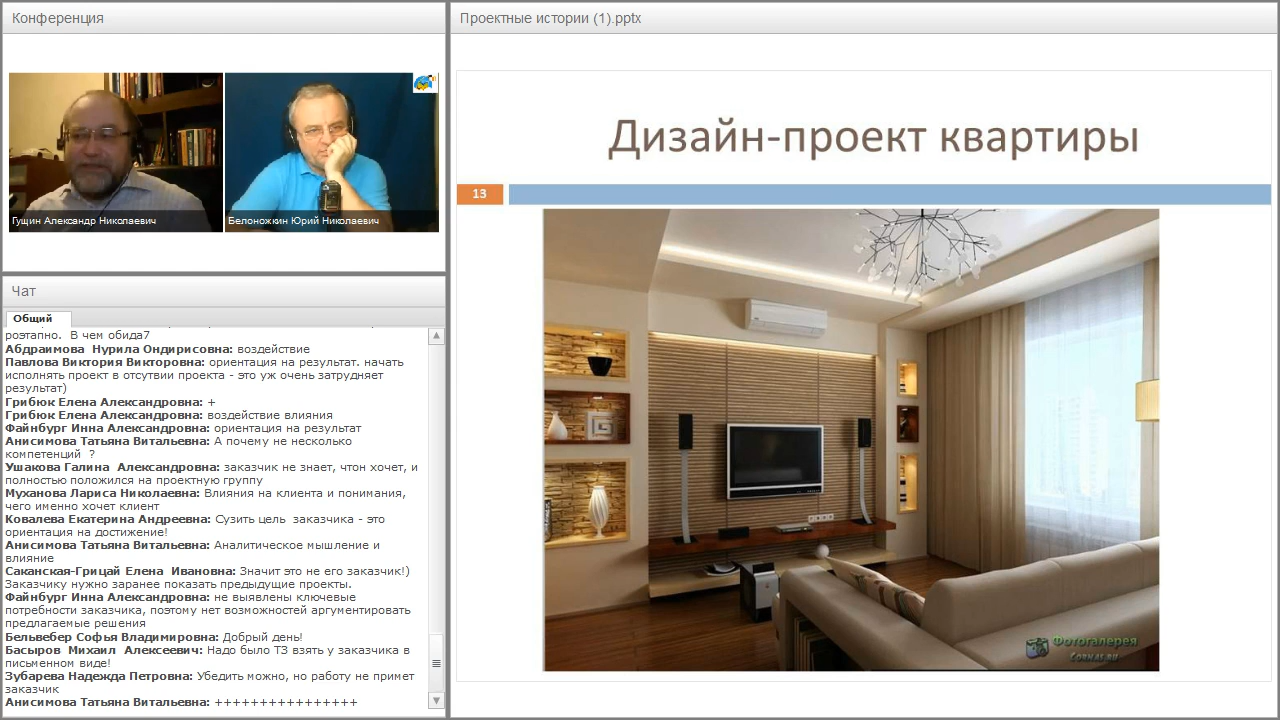 Конференция
Гущин Александр Николаевич
Белоножкин Юрий Николаевич
Чат
Общий
роэтапно. В чем обида7
Абдраимова Нурила Ондирисовна: воздействие
Павлова Виктория Викторовна: ориентация на результат. начать
исполнять проект в отсутвии проекта - это уж очень затрудняет
результат)
Грибюк Елена Александровна: +
Грибюк Елена Александровна: воздействие влияния
Файнбург Инна Александровна: ориентация на результат
Анисимова Татьяна Витальевна: А почему не несколько
компетенций ?
Ушакова Галина Александровна: заказчик не знает, чтон хочет, и
полностью положился на проектную группу
Муханова Лариса Николаевна: Влияния на клиента и понимания,
чего именно хочет клиент
Ковалева Екатерина Андреевна: Сузить цель заказчика - это
ориентация на достижение!
Анисимова Татьяна Витальевна: Аналитическое мышление и
влияние
Саканская-Грицай Елена Ивановна: Значит это не его заказчик!)
Заказчику нужно заранее показать предыдущие проекты.
Файнбург Инна Александровна: не выявлены ключевые
потребности заказчика, поэтому нет возможностей аргументировать
предлагаемые решения
Бельвебер Софья Владимировна: Добрый день!
Басыров Михаил Алексеевич: Надо было ТЗ взять у заказчика в
письменном виде!
Зубарева Надежда Петровна: Убедить можно, но работу не примет
заказчик
Анисимова Татьяна Витальевна: ++++++++++++++++
Проектные истории (1).pptx
Дизайн-проект квартиры
13
Фотогалерея